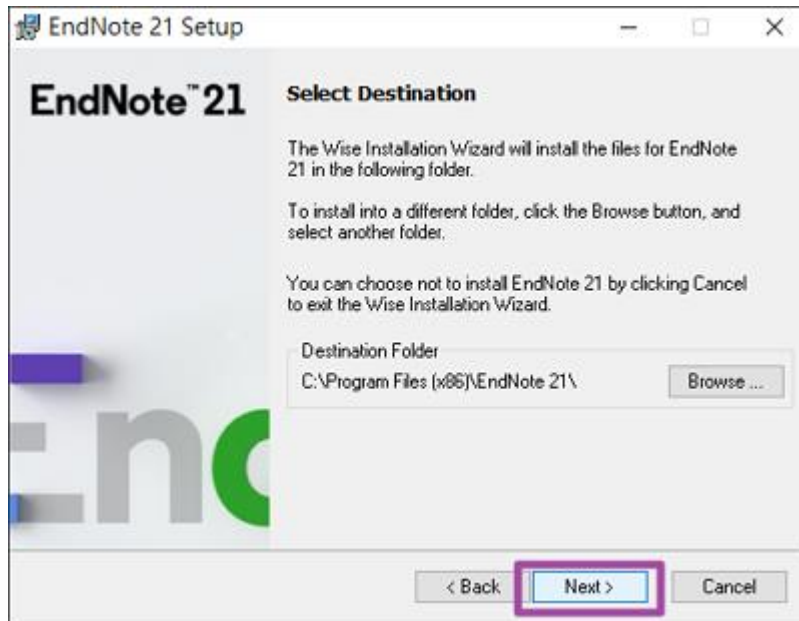 EndNote 21 Setup
EndNote™21
Select Destination
The Wise Installation Wizard will install the files for EndNote
21 in the following folder.
To install into a different folder, click the Browse button, and
select another folder.
You can choose not to install EndNote 21 by clicking Cancel
to exit the Wise Installation Wizard.
Destination Folder
C:\Program Files (x86)\EndNote 21\
Browse ...
End
< Back
Next >
Cancel